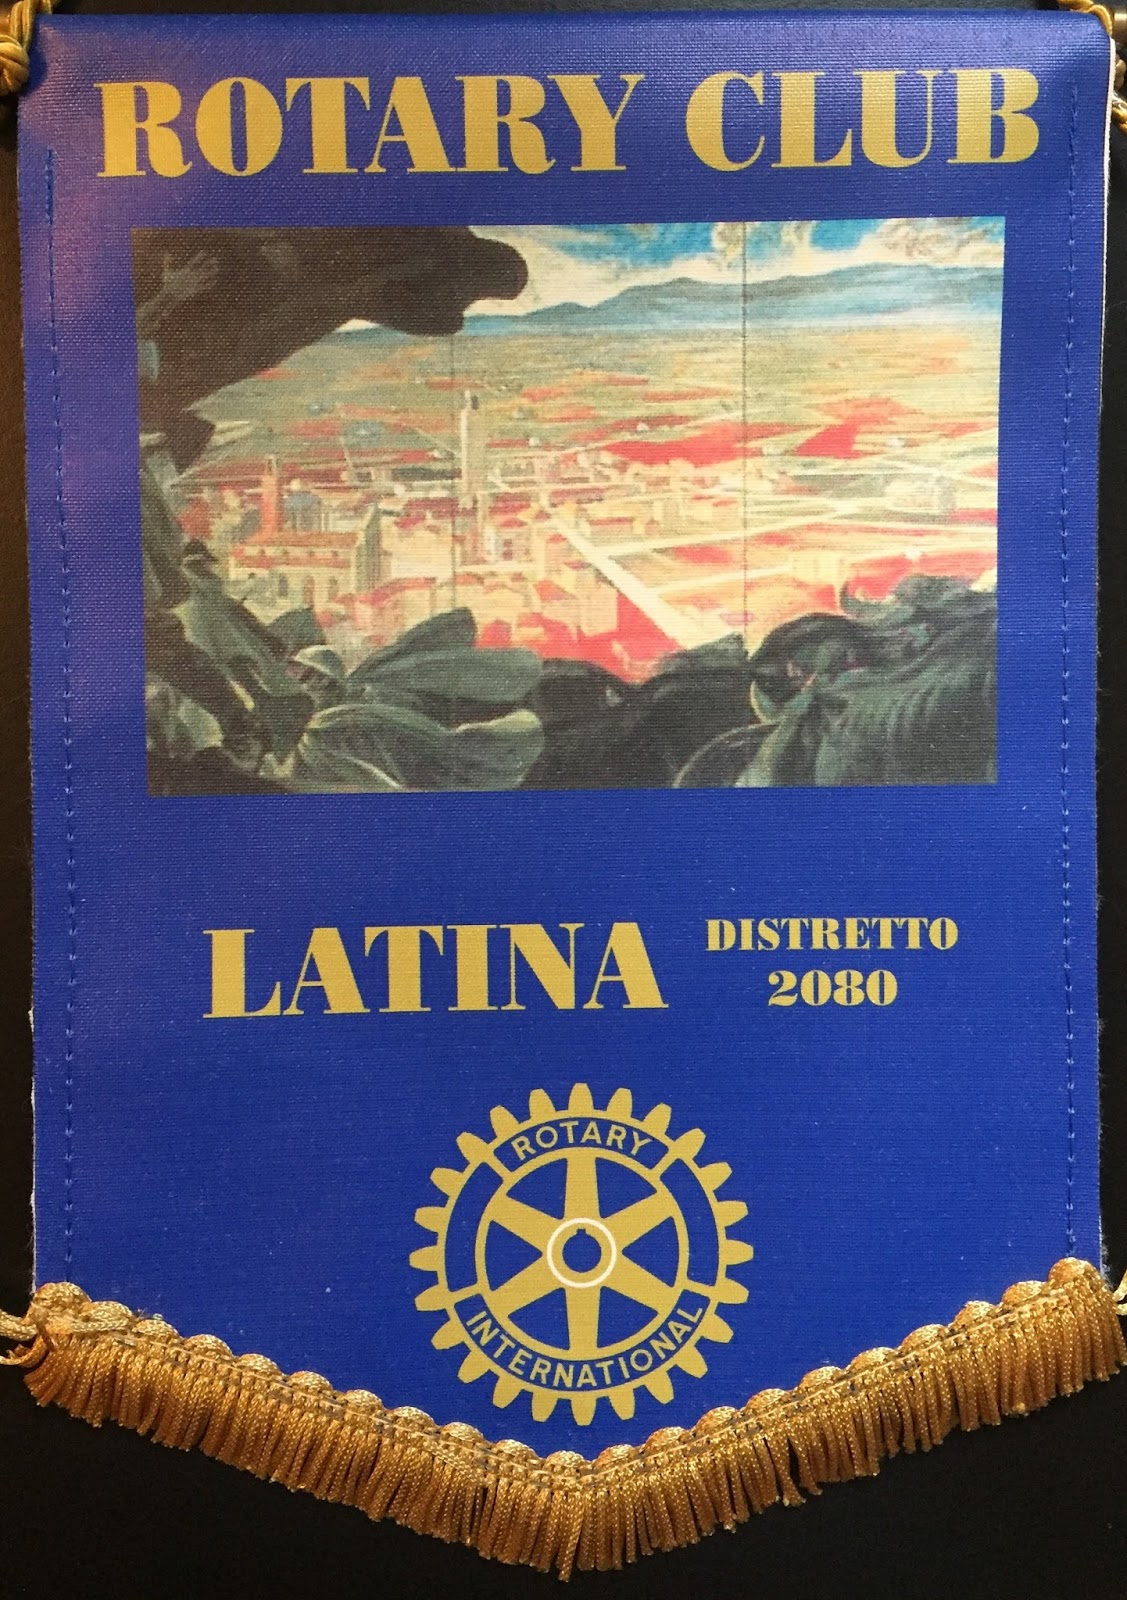 ROTARY CLUB
LATINA
DISTRETTO
2080
ROTARY
INTERNATIONAL